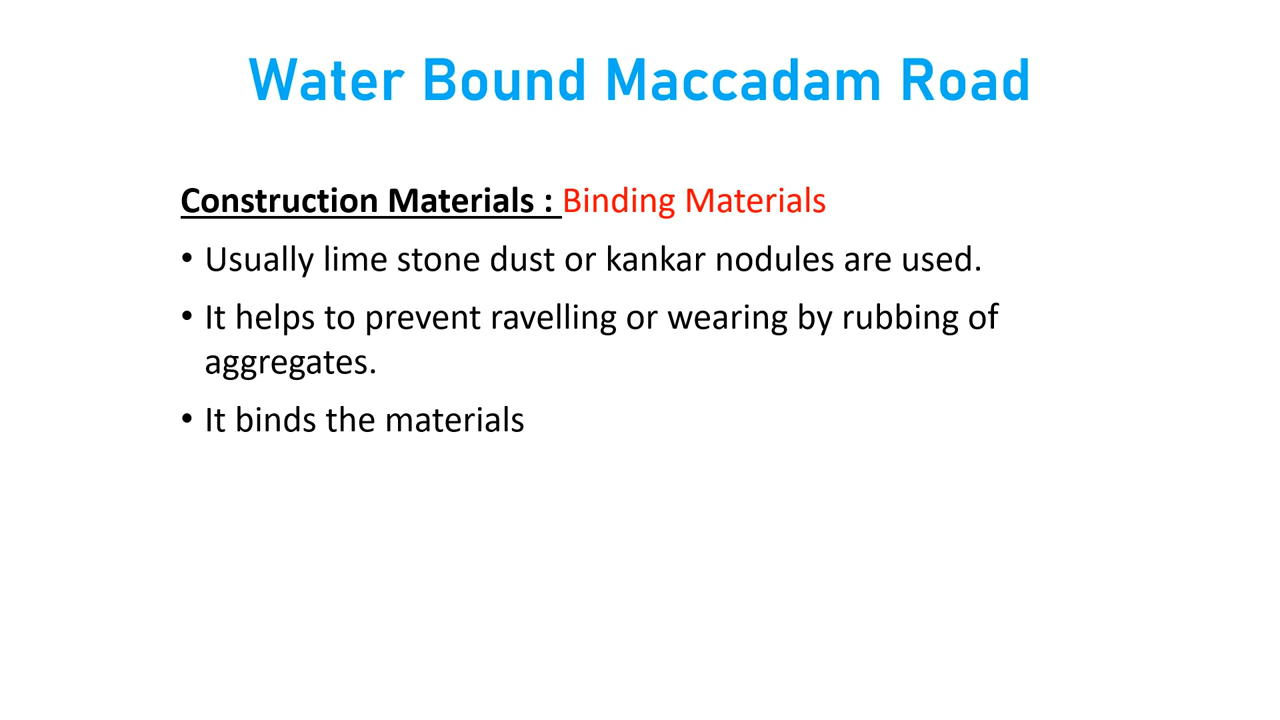 Water Bound Maccadam Road
Construction Materials : Binding Materials
• Usually lime stone dust or kankar nodules are used.
• It helps to prevent ravelling or wearing by rubbing of
aggregates.
• It binds the materials